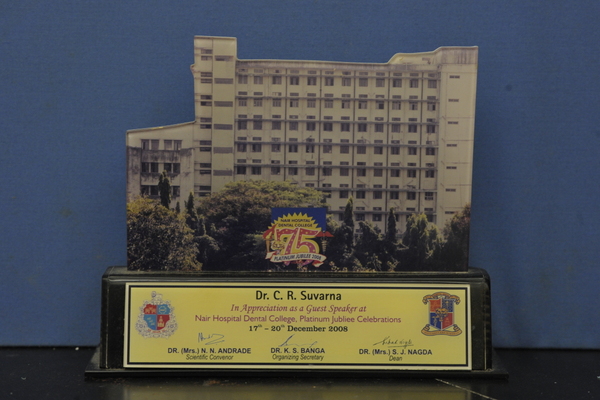 NAIR HOSPITAL
DENTAL COLLEGE
75
PLATINUM JUBILEE 2008
Dr. C. R. Suvarna
In Appreciation as a Guest Speaker at
Nair Hospital Dental College, Platinum Jubliee Celebrations
17th - 20th December 2008
DR. (Mrs.) N. N. ANDRADE DR. K. S. BANGA DR. (Mrs.) S. J. NAGDA
Scientific Convenor Organizing Secretary Dean